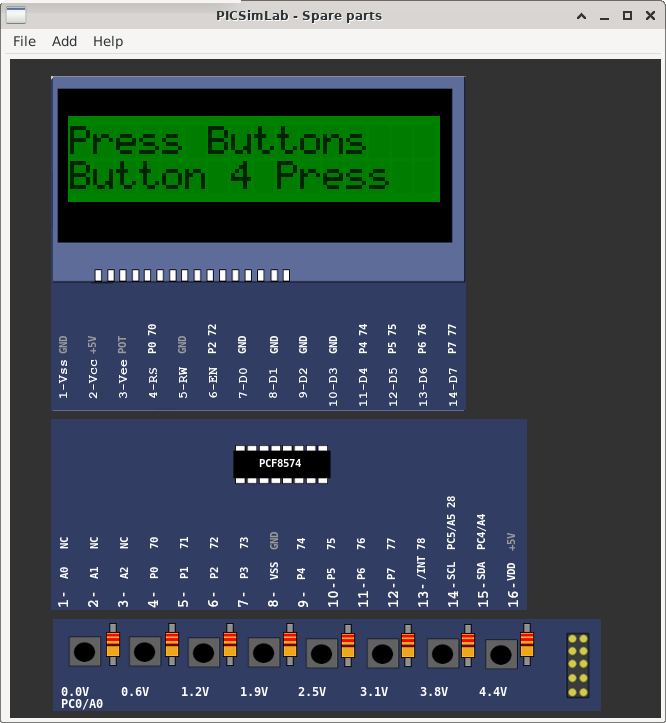 PICSimLab - Spare parts
File Add Help
Press Buttons
Button 4 Press
1-Vss GND
2-Vcc +5V
3-Vee POT
4-RS P0 70
5-RW GND
6-EN P2 72
7-D0 GND
8-D1 GND
9-D2 GND
10-D3 GND
11-D4 P4 74
12-D5 P5 75
13-D6 P6 76
14-D7 P7 77
PCF8574
1- A0 NC
2- A1 NC
3- A2 NC
4- P0 70
5- P1 71
6- P2 72
7- P3 73
8- VSS GND
9- P4 74
10-P5 75
11-P6 76
12-P7 77
13-/INT 78
14-SCL PC5/A5 28
15-SDA PC4/A4
16-VDD +5V
0.0V 0.6V 1.2V 1.9V 2.5V 3.1V 3.8V 4.4V
PC0/A0